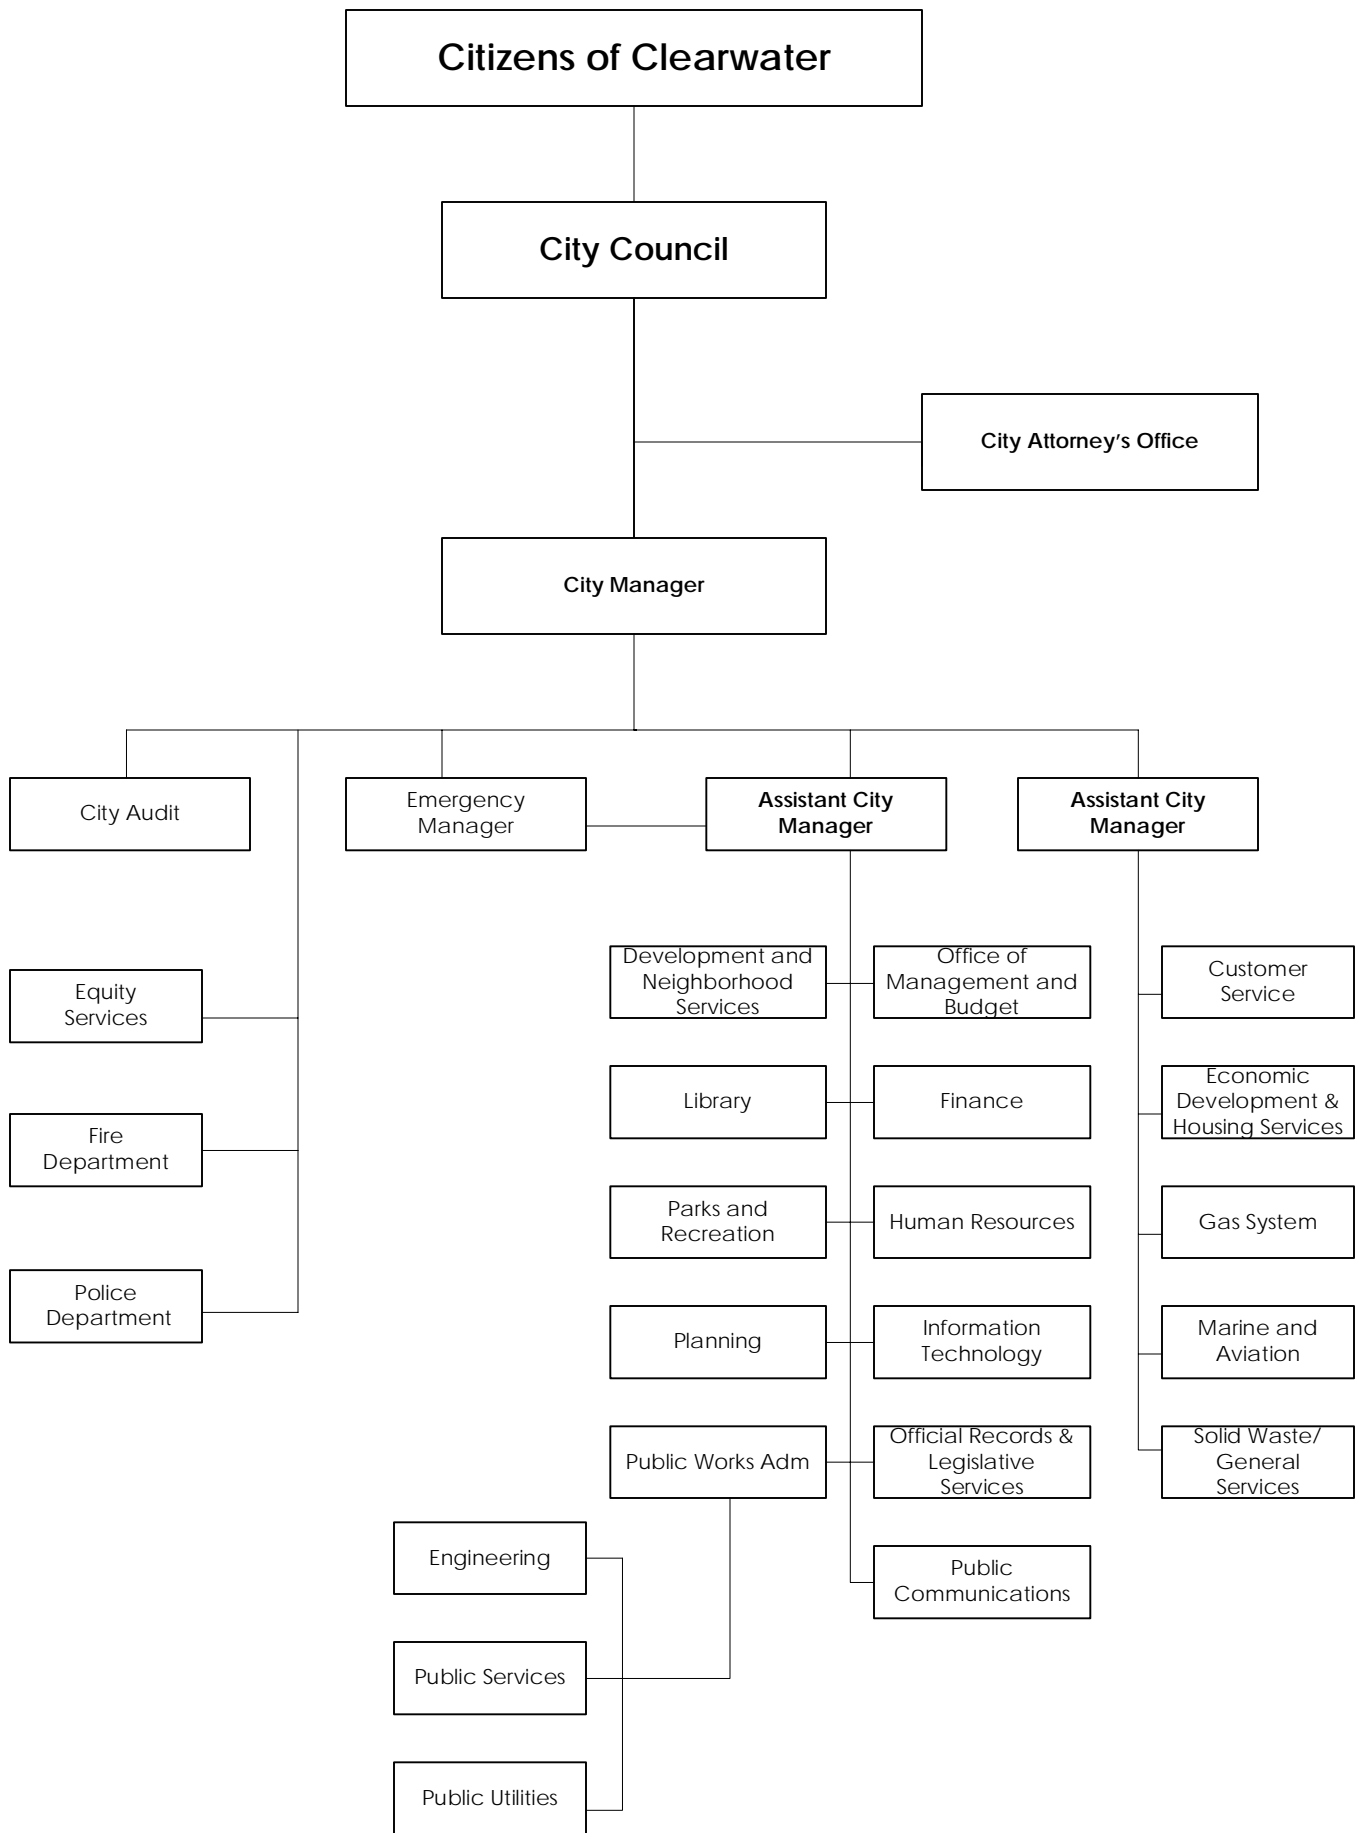 Citizens of Clearwater
City Council
City Attorney's Office
City Manager
City Audit
Emergency
Manager
Assistant City
Manager
Assistant City
Manager
Equity
Services
Fire
Department
Police
Department
Development and
Neighborhood
Services
Office of
Management and
Budget
Customer
Service
Library
Finance
Economic
Development &
Housing Services
Parks and
Recreation
Human Resources
Gas System
Planning
Information
Technology
Marine and
Aviation
Public Works Adm
Official Records &
Legislative
Services
Solid Waste/
General
Services
Engineering
Public
Communications
Public Services
Public Utilities